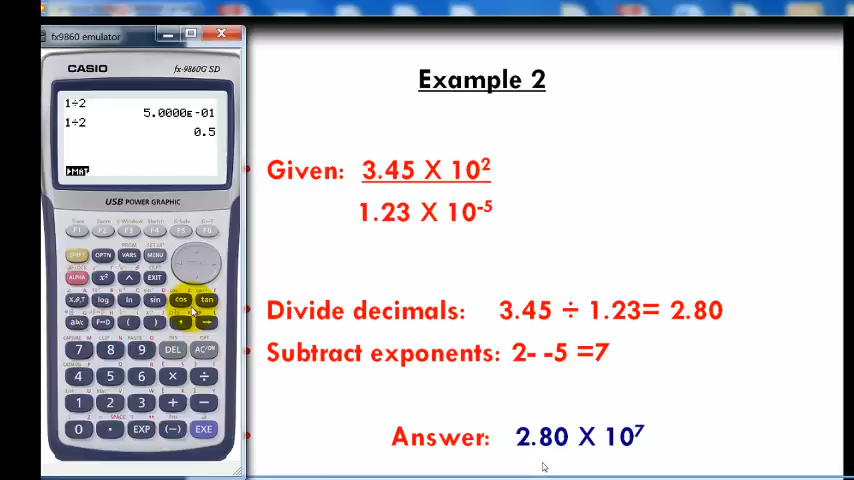 fx9860 emulator
CASIO fx-9860G SD
1÷2
5.0000E-01
1÷2
0.5
▶MAT
USB POWER GRAPHIC
F1 F2 F3 F4 F5 F6
SHIFT OPTN VARS MENU
ALPHA x² ^ EXIT
X,θ,T log ln sin cos tan
ab/c F↔D ( ) , →
7 8 9 DEL AC/ON
4 5 6 × ÷
1 2 3 + −
0 · EXP (−) EXE
Example 2
• Given: 3.45 X 10²
1.23 X 10⁻⁵
• Divide decimals: 3.45 ÷ 1.23= 2.80
• Subtract exponents: 2- -5 =7
• Answer: 2.80 X 10⁷